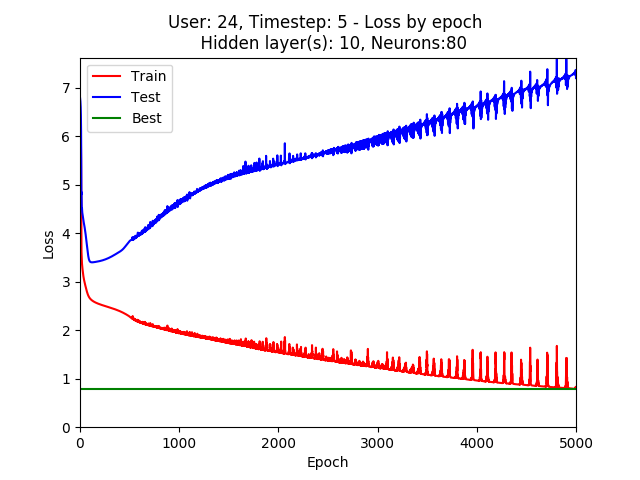 User: 24, Timestep: 5 - Loss by epoch
Hidden layer(s): 10, Neurons:80
Train
Test
Best
7
6
5
4
3
2
1
0
Loss
0 1000 2000 3000 4000 5000
Epoch